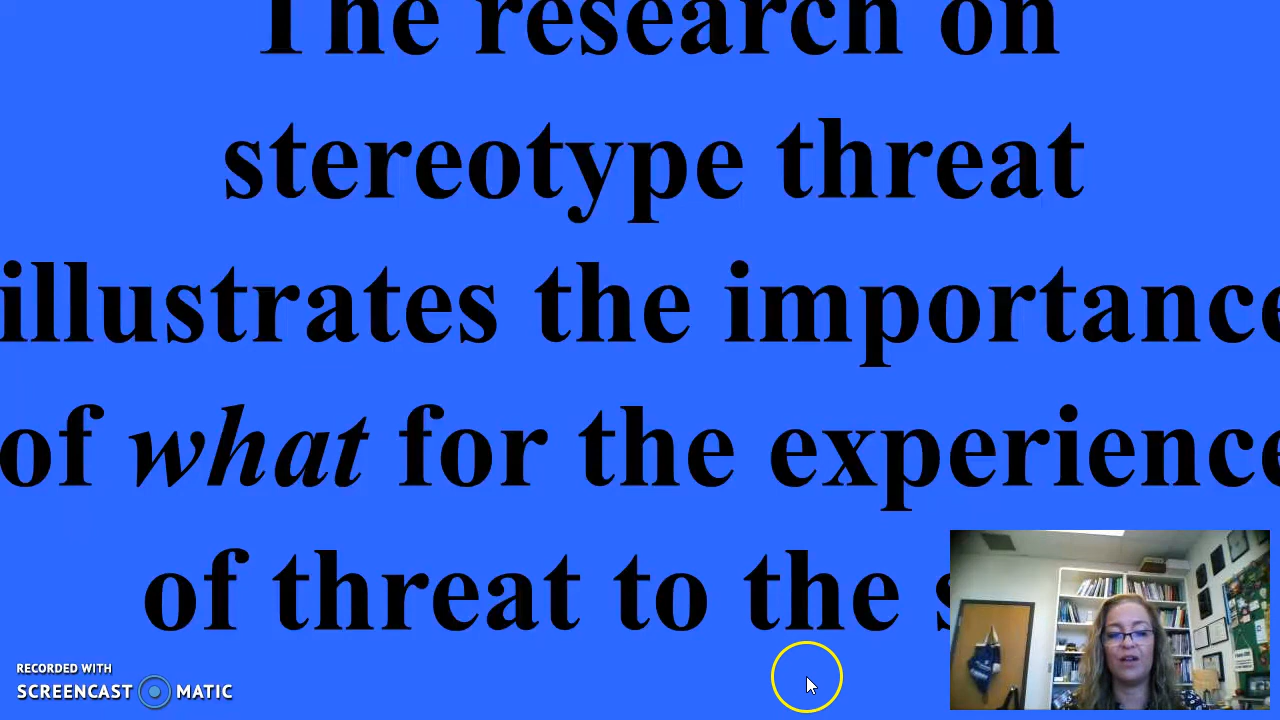 The research on
stereotype threat
illustrates the importance
of what for the experience
of threat to the s
RECORDED WITH
SCREENCAST MATIC